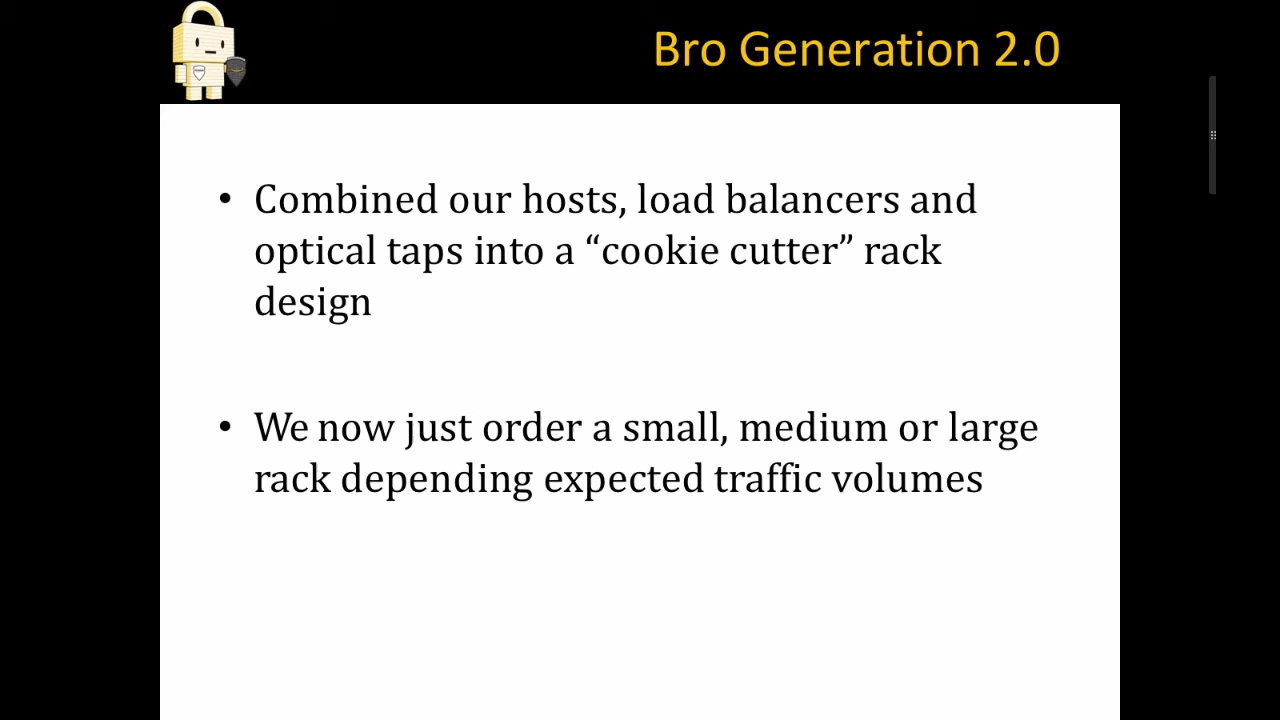 Bro Generation 2.0
• Combined our hosts, load balancers and
optical taps into a “cookie cutter” rack
design
• We now just order a small, medium or large
rack depending expected traffic volumes